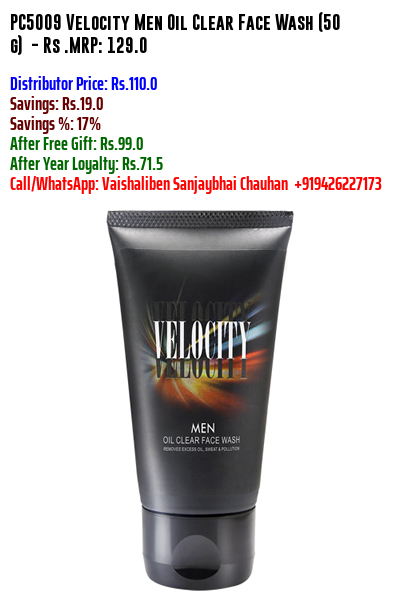 PC5009 Velocity Men Oil Clear Face Wash (50
g) - Rs .MRP: 129.0
Distributor Price: Rs.110.0
Savings: Rs.19.0
Savings %: 17%
After Free Gift: Rs.99.0
After Year Loyalty: Rs.71.5
Call/WhatsApp: Vaishaliben Sanjaybhai Chauhan +919426227173
VELOCITY
MEN
OIL CLEAR FACE WASH
REMOVES EXCESS OIL, SWEAT & POLLUTION